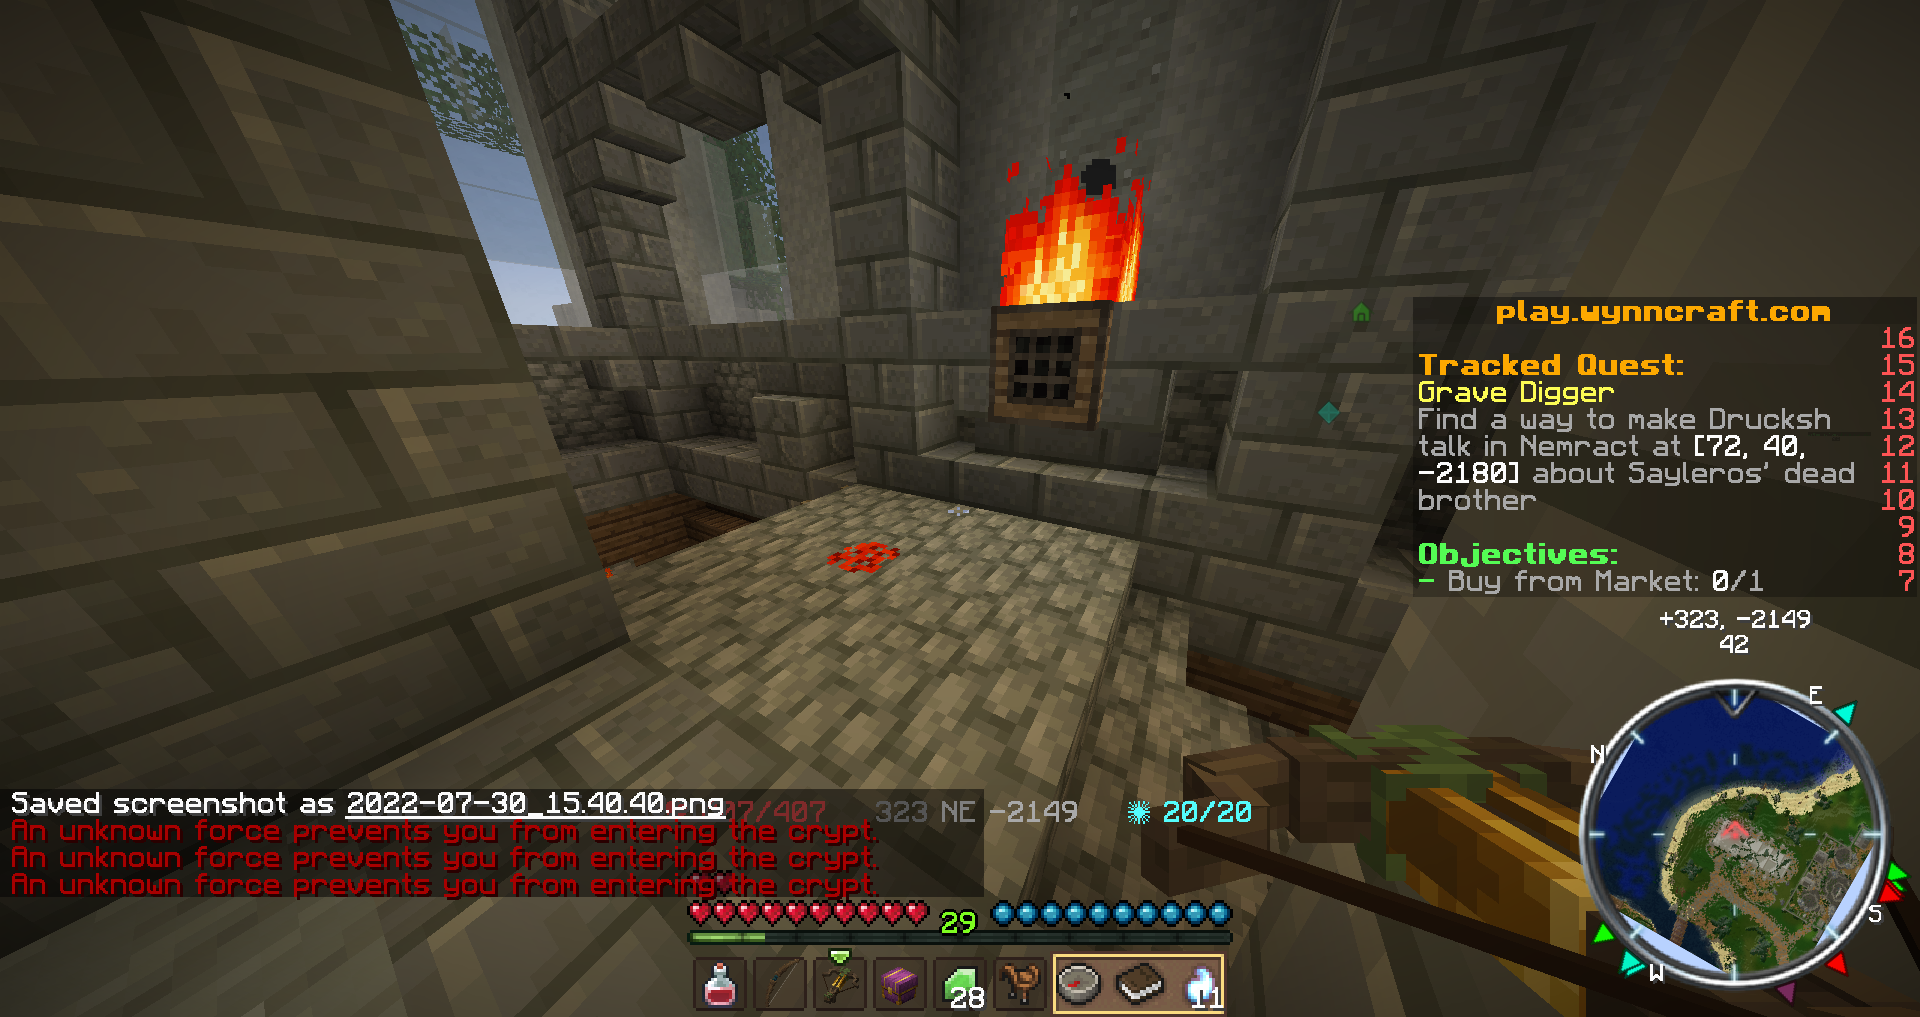 play.wynncraft.com
16
Tracked Quest: 15
Grave Digger 14
Find a way to make Drucksh 13
talk in Nemract at [72, 40, 12
-2180] about Sayleros' dead 11
brother 10
9
Objectives: 8
- Buy from Market: 0/1 7
+323, -2149
42
E
N
S
W
Saved screenshot as 2022-07-30_15.40.40.png
7/407 323 NE -2149 20/20
An unknown force prevents you from entering the crypt.
An unknown force prevents you from entering the crypt.
An unknown force prevents you from entering the crypt.
29
28
11